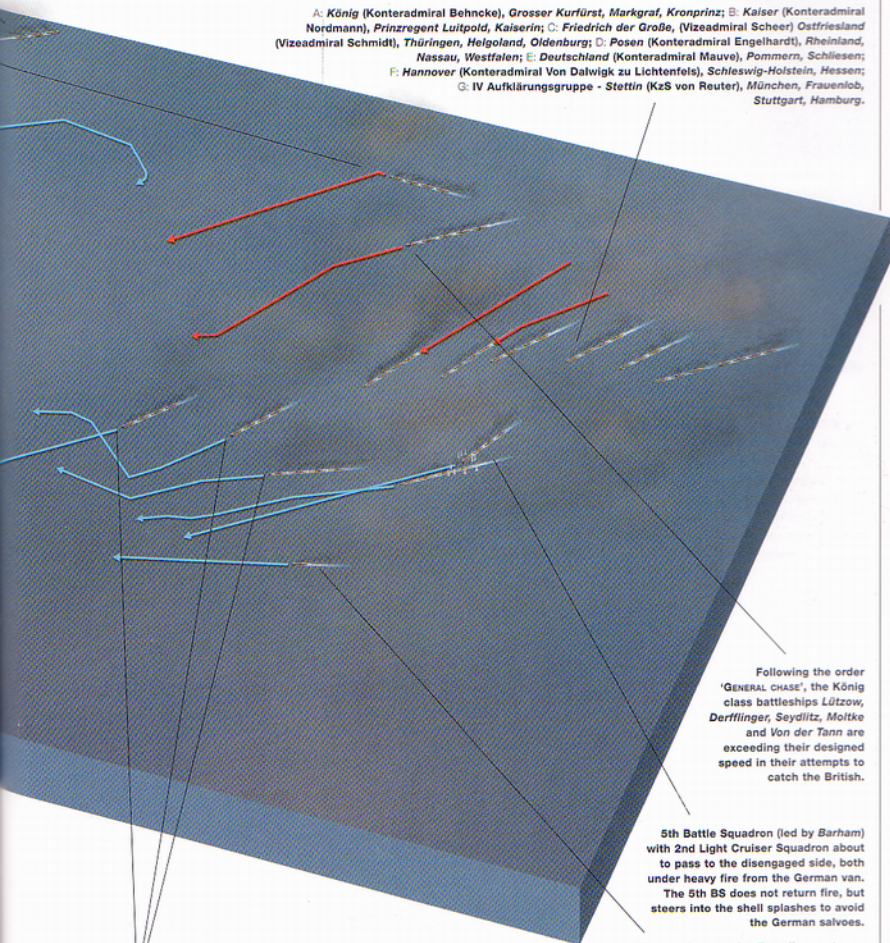 A: König (Konteradmiral Behncke), Grosser Kurfürst, Markgraf, Kronprinz; B: Kaiser (Konteradmiral
Nordmann), Prinzregent Luitpold, Kaiserin; C: Friedrich der Große, (Vizeadmiral Scheer) Ostfriesland
(Vizeadmiral Schmidt), Thüringen, Helgoland, Oldenburg; D: Posen (Konteradmiral Engelhardt), Rheinland,
Nassau, Westfalen; E: Deutschland (Konteradmiral Mauve), Pommern, Schliesen;
F: Hannover (Konteradmiral Von Dalwigk zu Lichtenfels), Schleswig-Holstein, Hessen;
G: IV Aufklärungsgruppe - Stettin (KzS von Reuter), München, Frauenlob,
Stuttgart, Hamburg.
Following the order
‘GENERAL CHASE’, the König
class battleships Lützow,
Derfflinger, Seydlitz, Moltke
and Von der Tann are
exceeding their designed
speed in their attempts to
catch the British.
5th Battle Squadron (led by Barham)
with 2nd Light Cruiser Squadron about
to pass to the disengaged side, both
under heavy fire from the German van.
The 5th BS does not return fire, but
steers into the shell splashes to avoid
the German salvoes.